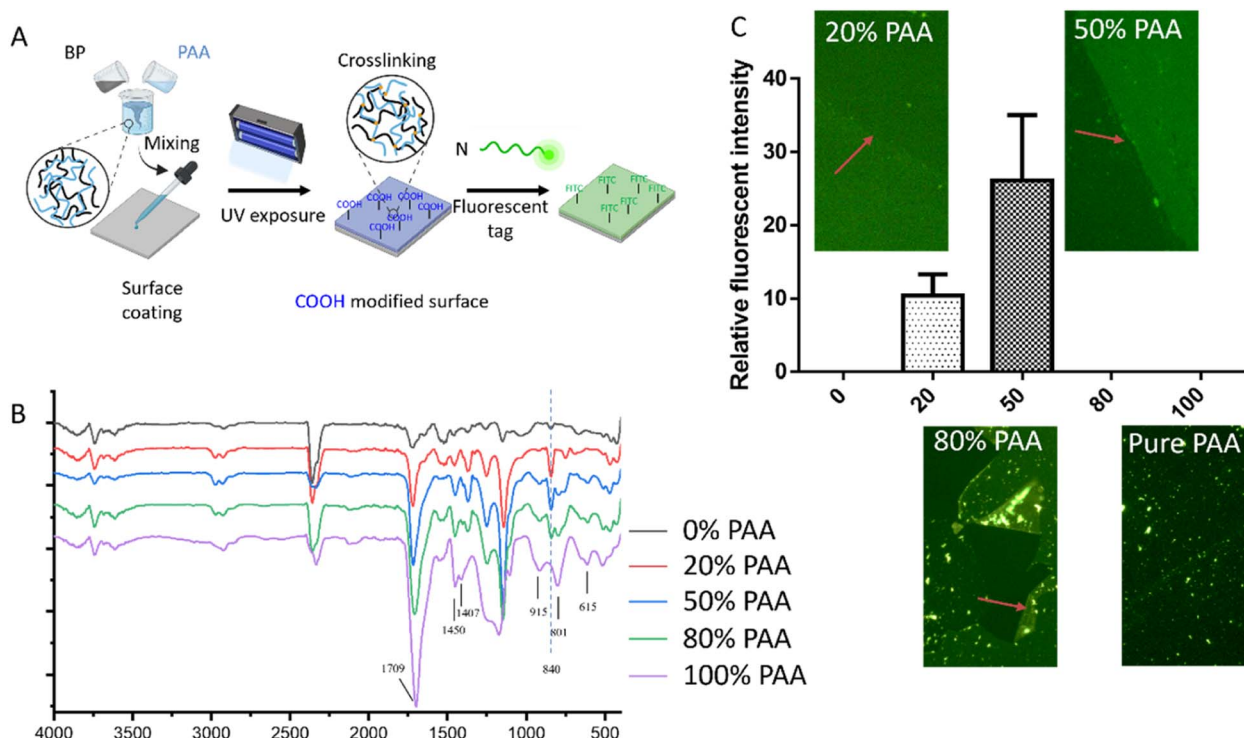 A
BP
PAA
Mixing
Surface
coating
UV exposure
Crosslinking
COOH
COOH
COOH
COOH
COOH
COOH
COOH modified surface
N
Fluorescent
tag
FITC
FITC
FITC
FITC
FITC
FITC
B
1709
1450
1407
915
801
840
615
4000
3500
3000
2500
2000
1500
1000
500
0% PAA
20% PAA
50% PAA
80% PAA
100% PAA
C
Relative fluorescent intensity
40
30
20
10
0
20% PAA
50% PAA
0
20
50
80
100
80% PAA
Pure PAA